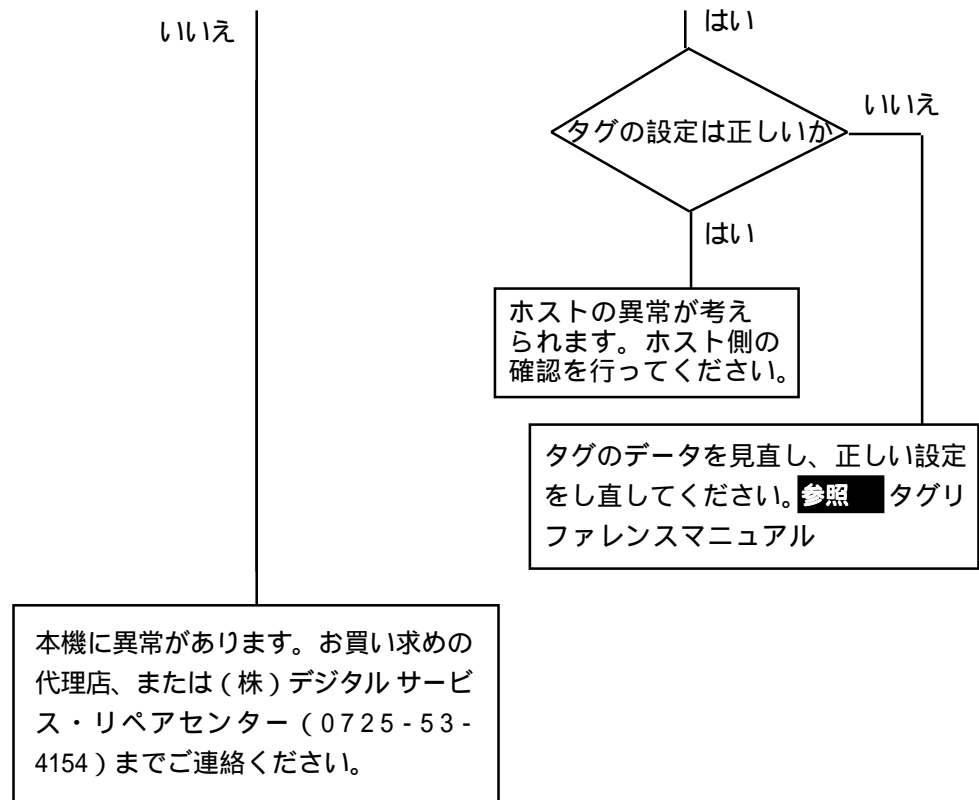 いいえ
はい
タグの設定は正しいか
いいえ
はい
ホストの異常が考え
られます。ホスト側の
確認を行ってください。
タグのデータを見直し、正しい設定
をし直してください。参照 タグリ
ファレンスマニュアル
本機に異常があります。お買い求めの
代理店、または(株)デジタル サービ
ス・リペアセンター(0725-53-
4154)までご連絡ください。